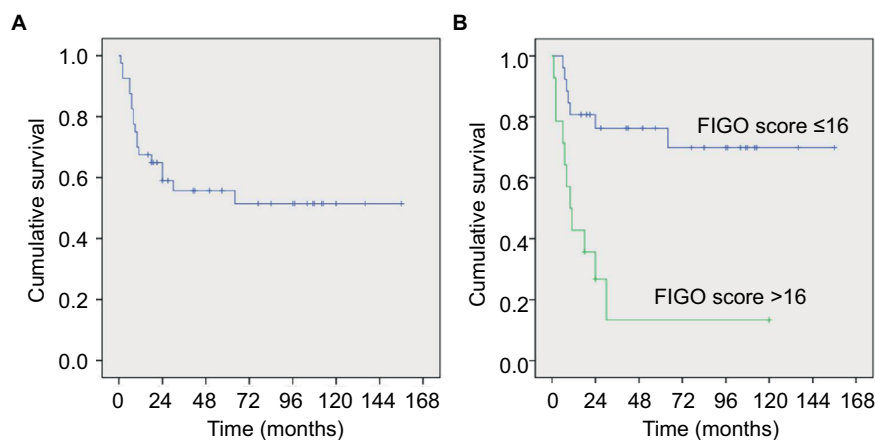 A
Cumulative survival
1.0
0.8
0.6
0.4
0.2
0.0
0 24 48 72 96 120 144 168
Time (months)
B
Cumulative survival
1.0
0.8
0.6
0.4
0.2
0.0
FIGO score ≤16
FIGO score >16
0 24 48 72 96 120 144 168
Time (months)